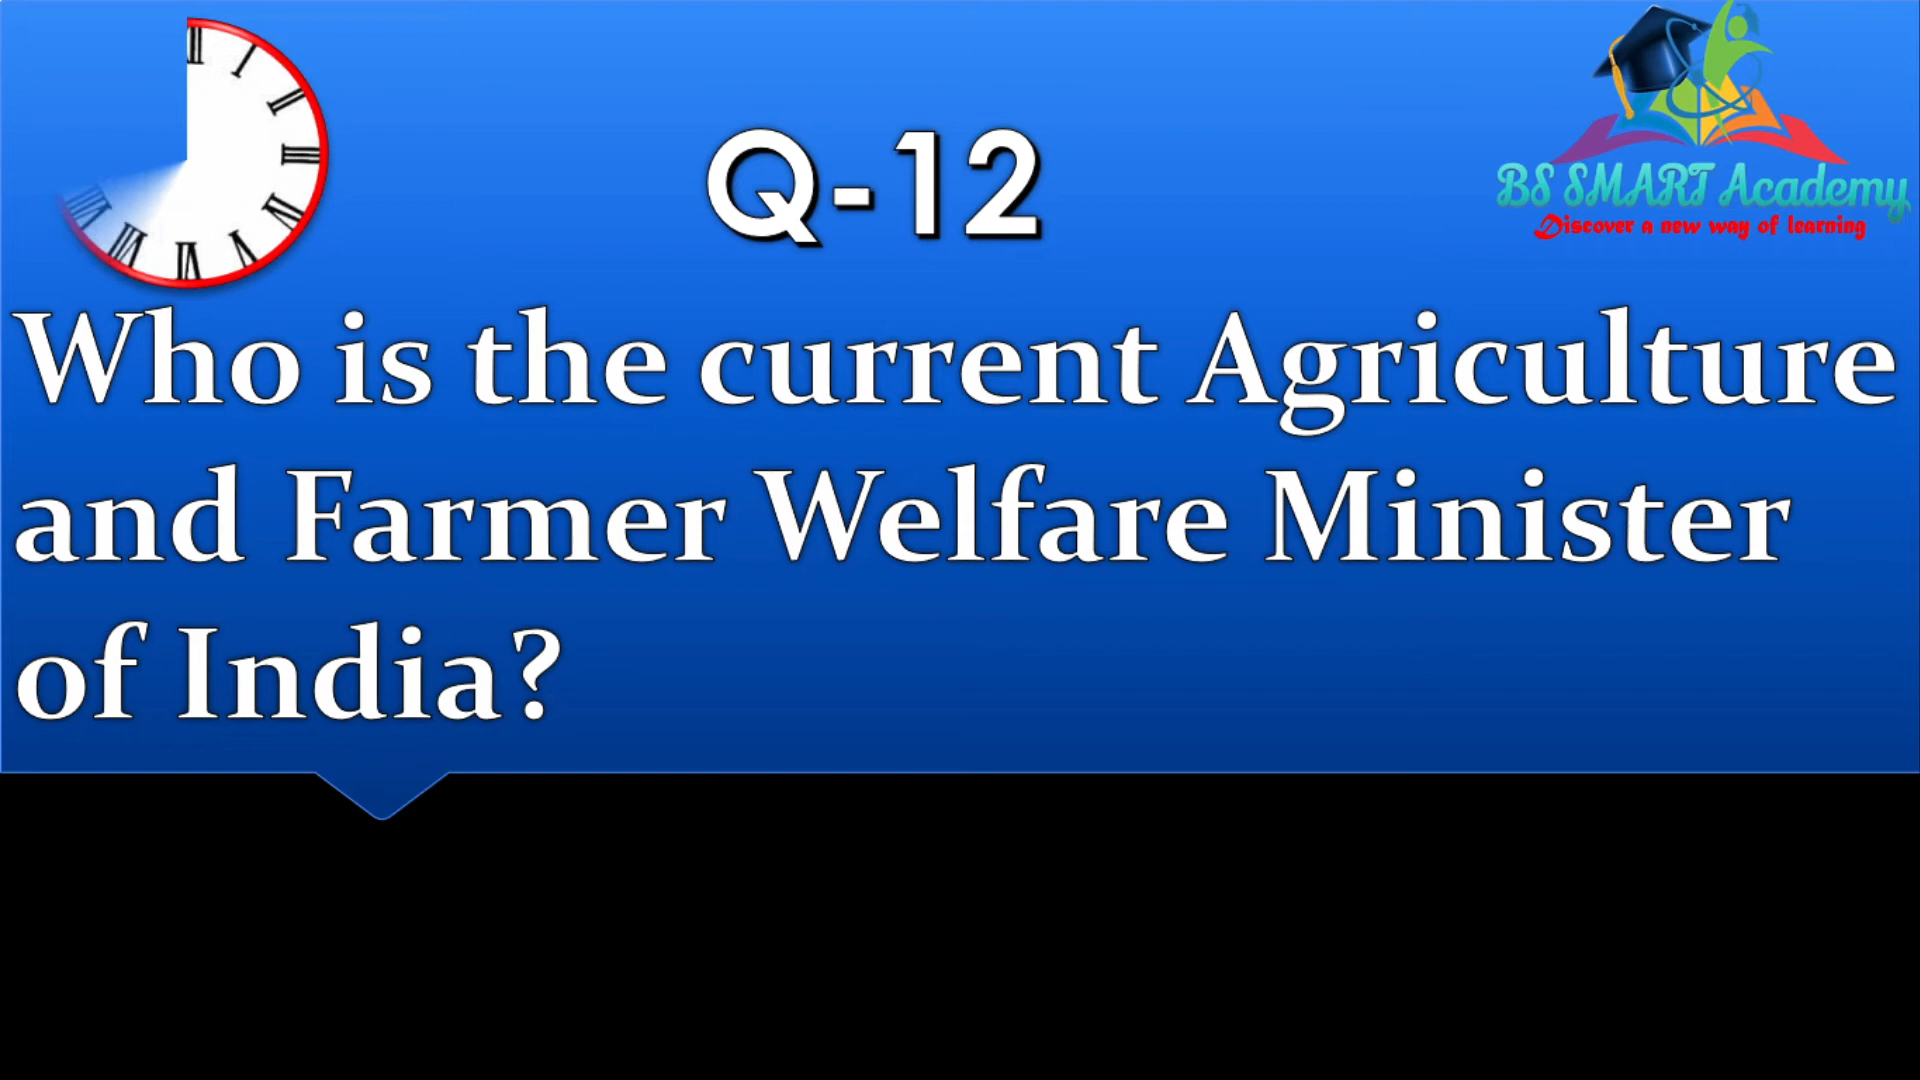 Q-12
BS SMART Academy
Discover a new way of learning
Who is the current Agriculture
and Farmer Welfare Minister
of India?